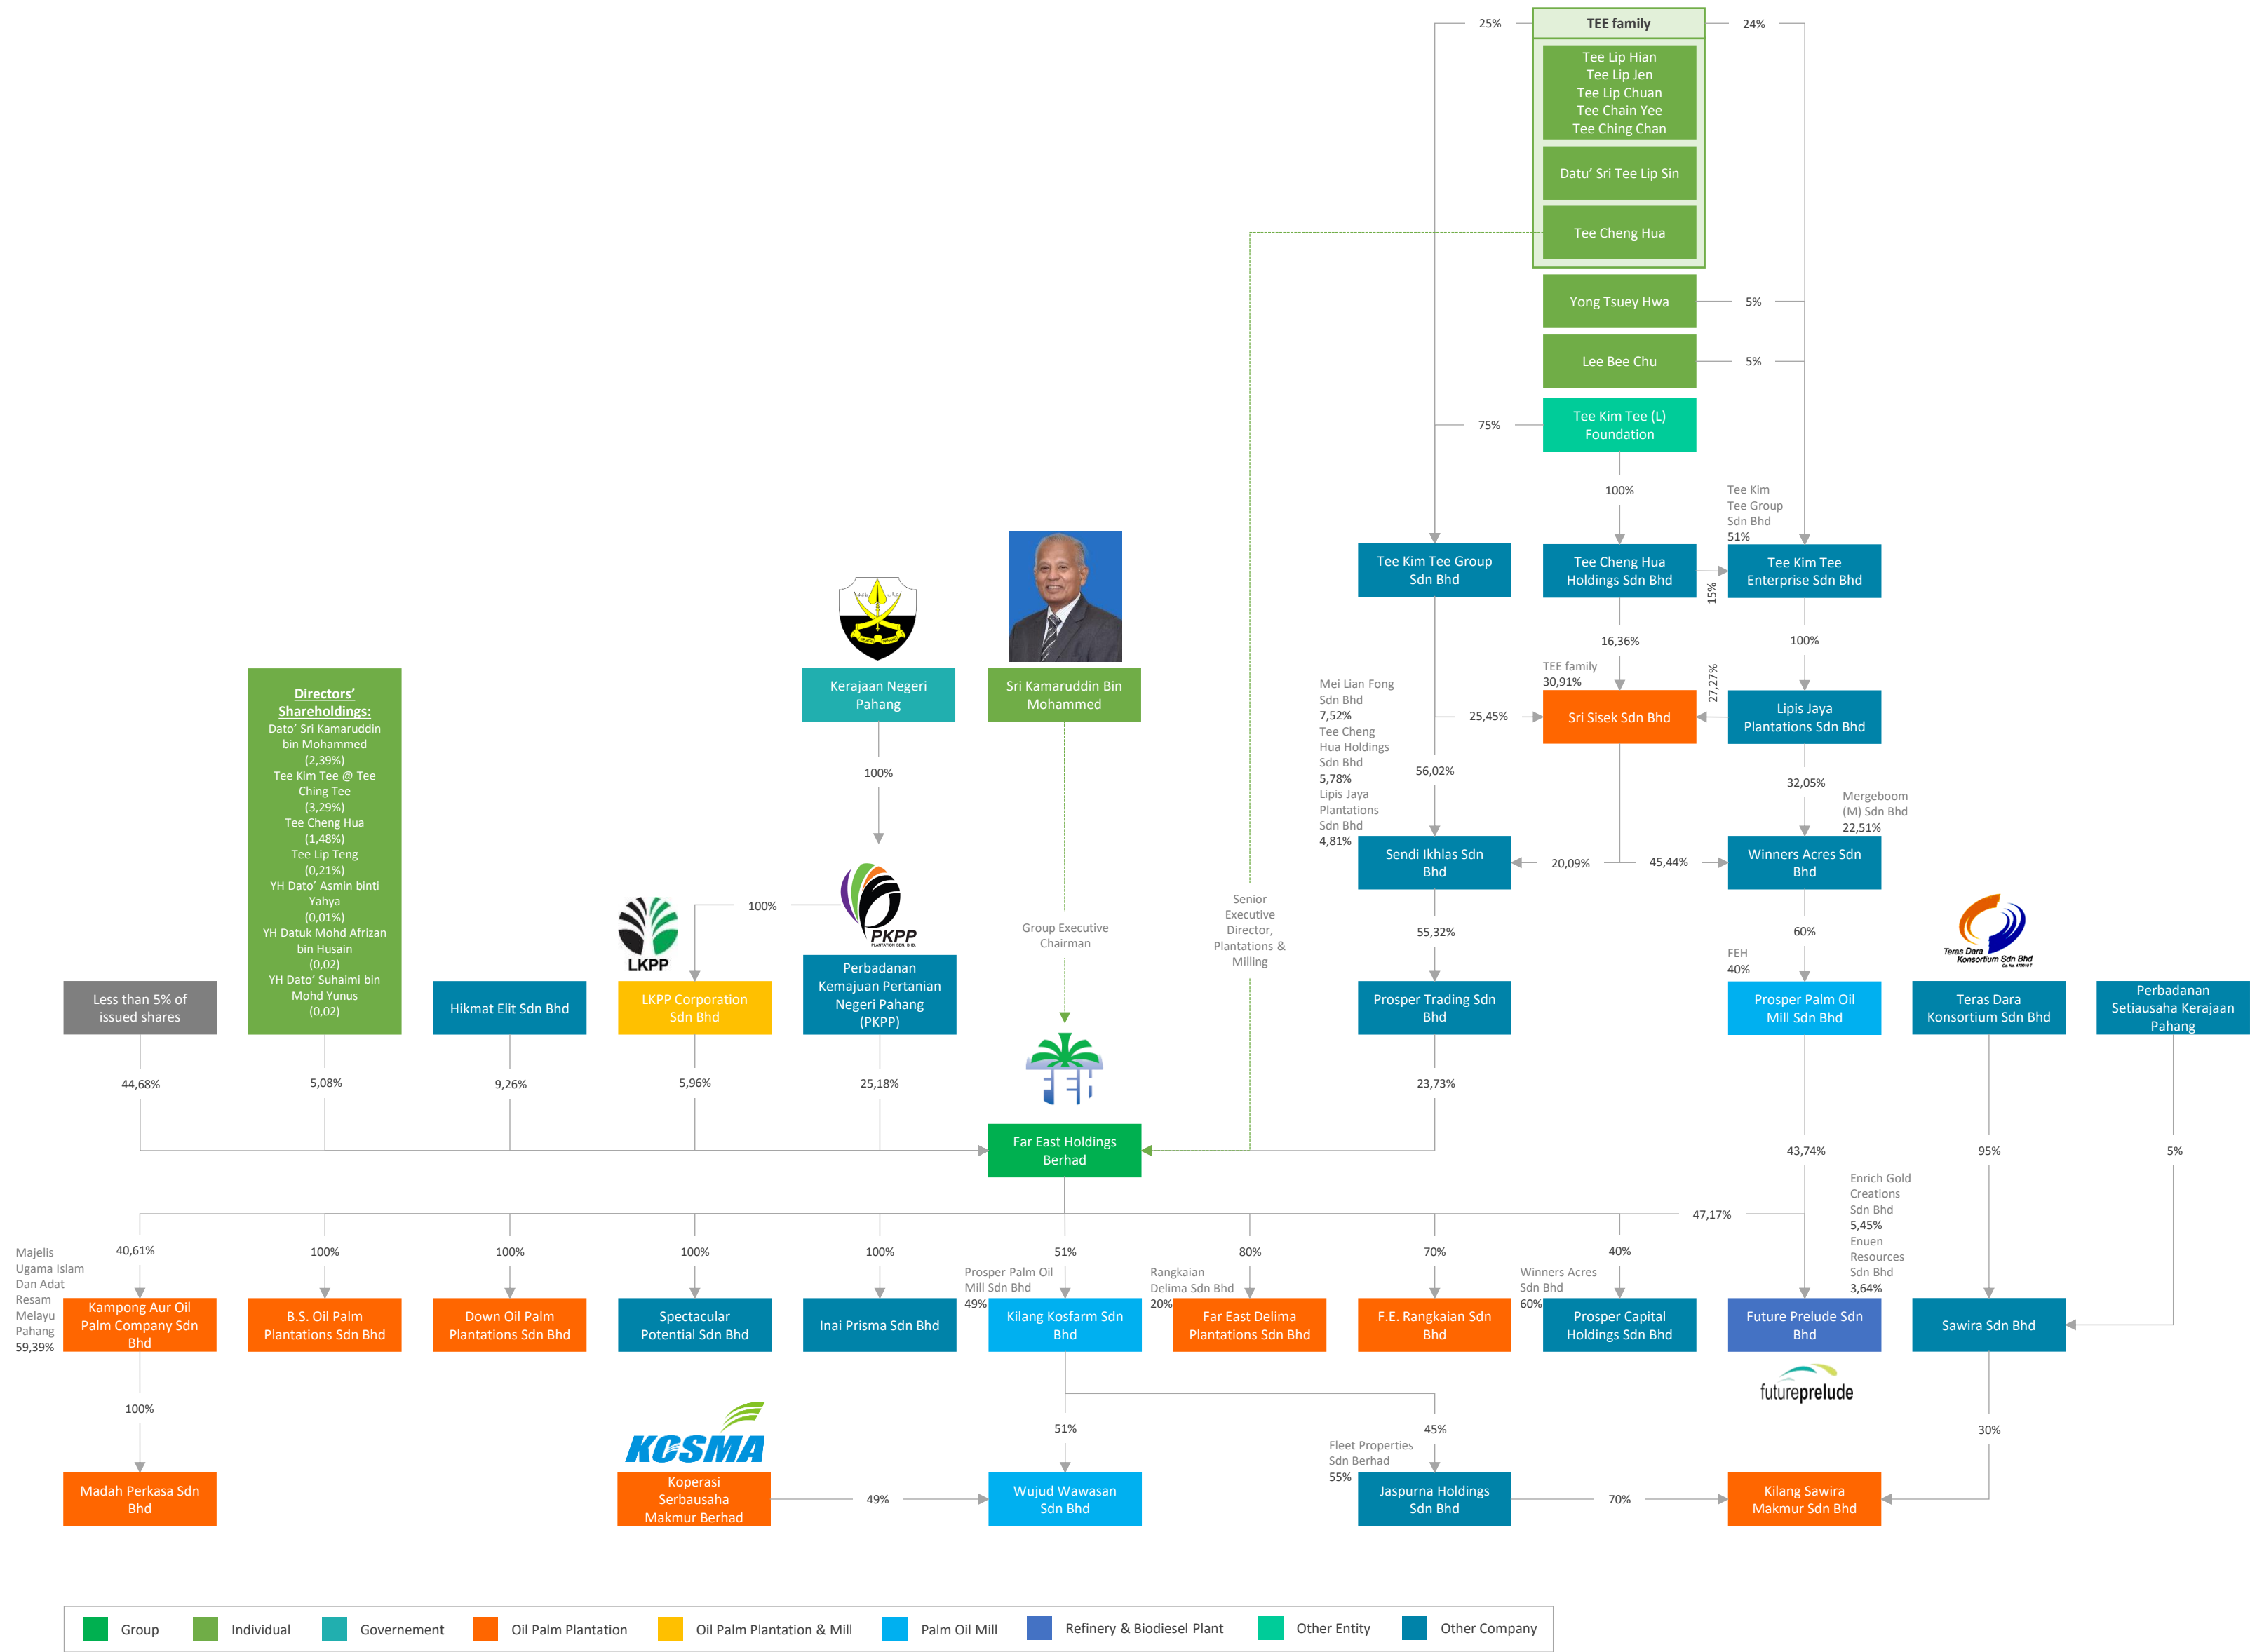 25%
TEE family
24%
Tee Lip Hian
Tee Lip Jen
Tee Lip Chuan
Tee Chain Yee
Tee Ching Chan
Datu’ Sri Tee Lip Sin
Tee Cheng Hua
Yong Tsuey Hwa
5%
Lee Bee Chu
5%
Tee Kim Tee (L)
Foundation
75%
100%
Tee Kim
Tee Group
Sdn Bhd
51%
Tee Kim Tee Group
Sdn Bhd
Tee Cheng Hua
Holdings Sdn Bhd
15%
Tee Kim Tee
Enterprise Sdn Bhd
16,36%
100%
Kerajaan Negeri
Pahang
Sri Kamaruddin Bin
Mohammed
TEE family
30,91%
27,27%
25,45%
Sri Sisek Sdn Bhd
Lipis Jaya
Plantations Sdn Bhd
Mei Lian Fong
Sdn Bhd
7,52%
Tee Cheng
Hua Holdings
Sdn Bhd
5,78%
Lipis Jaya
Plantations
Sdn Bhd
4,81%
56,02%
32,05%
Mergeboom
(M) Sdn Bhd
22,51%
Sendi Ikhlas Sdn
Bhd
20,09%
45,44%
Winners Acres Sdn
Bhd
Directors’
Shareholdings:
Dato’ Sri Kamaruddin
bin Mohammed
(2,39%)
Tee Kim Tee @ Tee
Ching Tee
(3,29%)
Tee Cheng Hua
(1,48%)
Tee Lip Teng
(0,21%)
YH Dato’ Asmin binti
Yahya
(0,01%)
YH Datuk Mohd Afrizan
bin Husain
(0,02)
YH Dato’ Suhaimi bin
Mohd Yunus
(0,02)
100%
100%
LKPP
PKPP
PLANTATION SDN. BHD.
Group Executive
Chairman
Senior
Executive
Director,
Plantations &
Milling
55,32%
60%
FEH
40%
Teras Dara
Konsortium Sdn Bhd
Less than 5% of
issued shares
Hikmat Elit Sdn Bhd
LKPP Corporation
Sdn Bhd
Perbadanan
Kemajuan Pertanian
Negeri Pahang
(PKPP)
Prosper Trading Sdn
Bhd
Prosper Palm Oil
Mill Sdn Bhd
Teras Dara
Konsortium Sdn Bhd
Perbadanan
Setiausaha Kerajaan
Pahang
44,68%
5,08%
9,26%
5,96%
25,18%
23,73%
Far East Holdings
Berhad
43,74%
95%
5%
Enrich Gold
Creations
Sdn Bhd
5,45%
Enuen
Resources
Sdn Bhd
3,64%
47,17%
Majelis
Ugama Islam
Dan Adat
Resam
Melayu
Pahang
59,39%
40,61%
100%
100%
100%
100%
51%
80%
70%
40%
Prosper Palm Oil
Mill Sdn Bhd
49%
Rangkaian
Delima Sdn Bhd
20%
Winners Acres
Sdn Bhd
60%
Kampong Aur Oil
Palm Company Sdn
Bhd
B.S. Oil Palm
Plantations Sdn Bhd
Down Oil Palm
Plantations Sdn Bhd
Spectacular
Potential Sdn Bhd
Inai Prisma Sdn Bhd
Kilang Kosfarm Sdn
Bhd
Far East Delima
Plantations Sdn Bhd
F.E. Rangkaian Sdn
Bhd
Prosper Capital
Holdings Sdn Bhd
Future Prelude Sdn
Bhd
Sawira Sdn Bhd
futureprelude
100%
KOSMA
51%
45%
30%
Fleet Properties
Sdn Berhad
55%
Madah Perkasa Sdn
Bhd
Koperasi
Serbausaha
Makmur Berhad
49%
Wujud Wawasan
Sdn Bhd
Jaspurna Holdings
Sdn Bhd
70%
Kilang Sawira
Makmur Sdn Bhd
Group
Individual
Governement
Oil Palm Plantation
Oil Palm Plantation & Mill
Palm Oil Mill
Refinery & Biodiesel Plant
Other Entity
Other Company